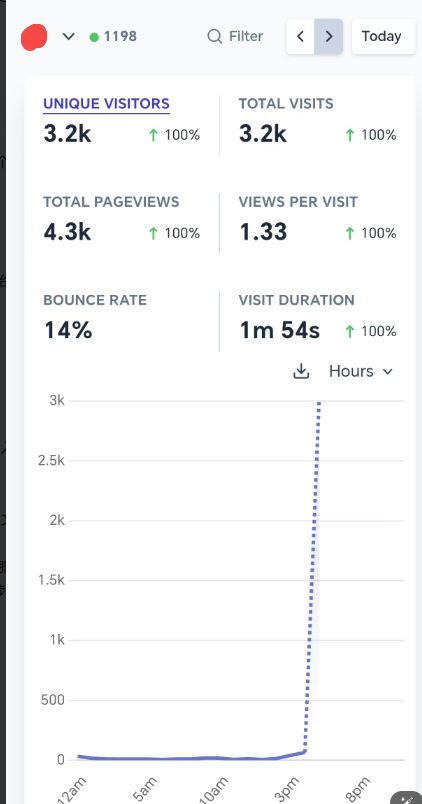 1198 Filter Today
UNIQUE VISITORS TOTAL VISITS
3.2k ↑ 100% 3.2k ↑ 100%
TOTAL PAGEVIEWS VIEWS PER VISIT
4.3k ↑ 100% 1.33 ↑ 100%
BOUNCE RATE VISIT DURATION
14% 1m 54s ↑ 100%
Hours
3k
2.5k
2k
1.5k
1k
500
0
12am 5am 10am 3pm 8pm